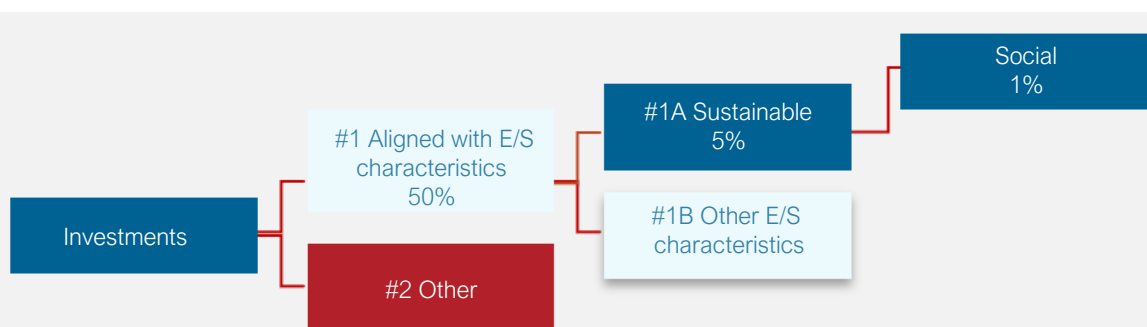 Investments
#1 Aligned with E/S
characteristics
50%
#2 Other
#1A Sustainable
5%
#1B Other E/S
characteristics
Social
1%